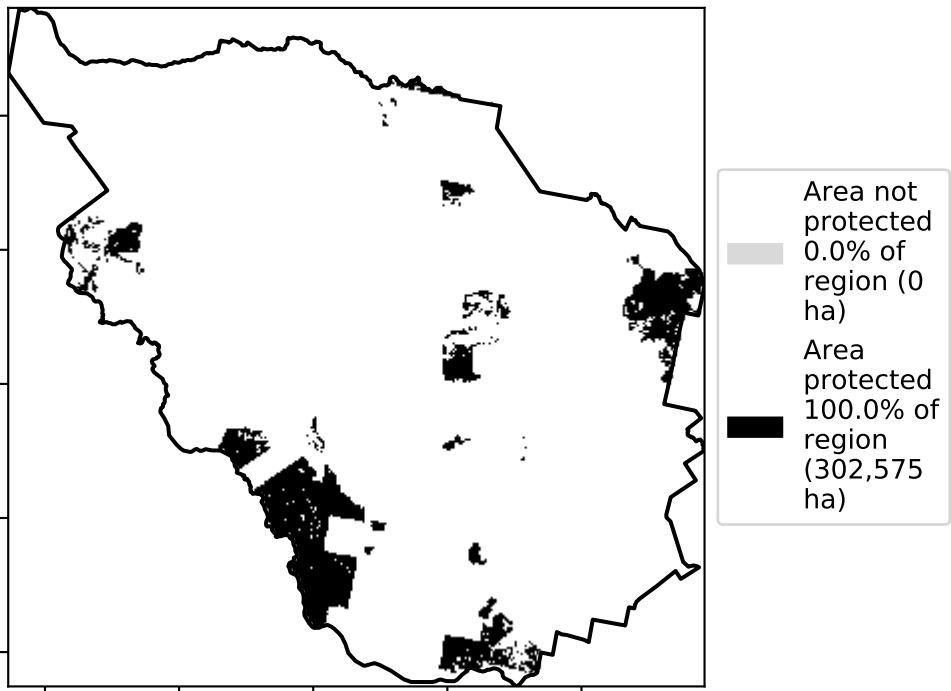 Area not
protected
0.0% of
region (0
ha)
Area
protected
100.0% of
region
(302,575
ha)